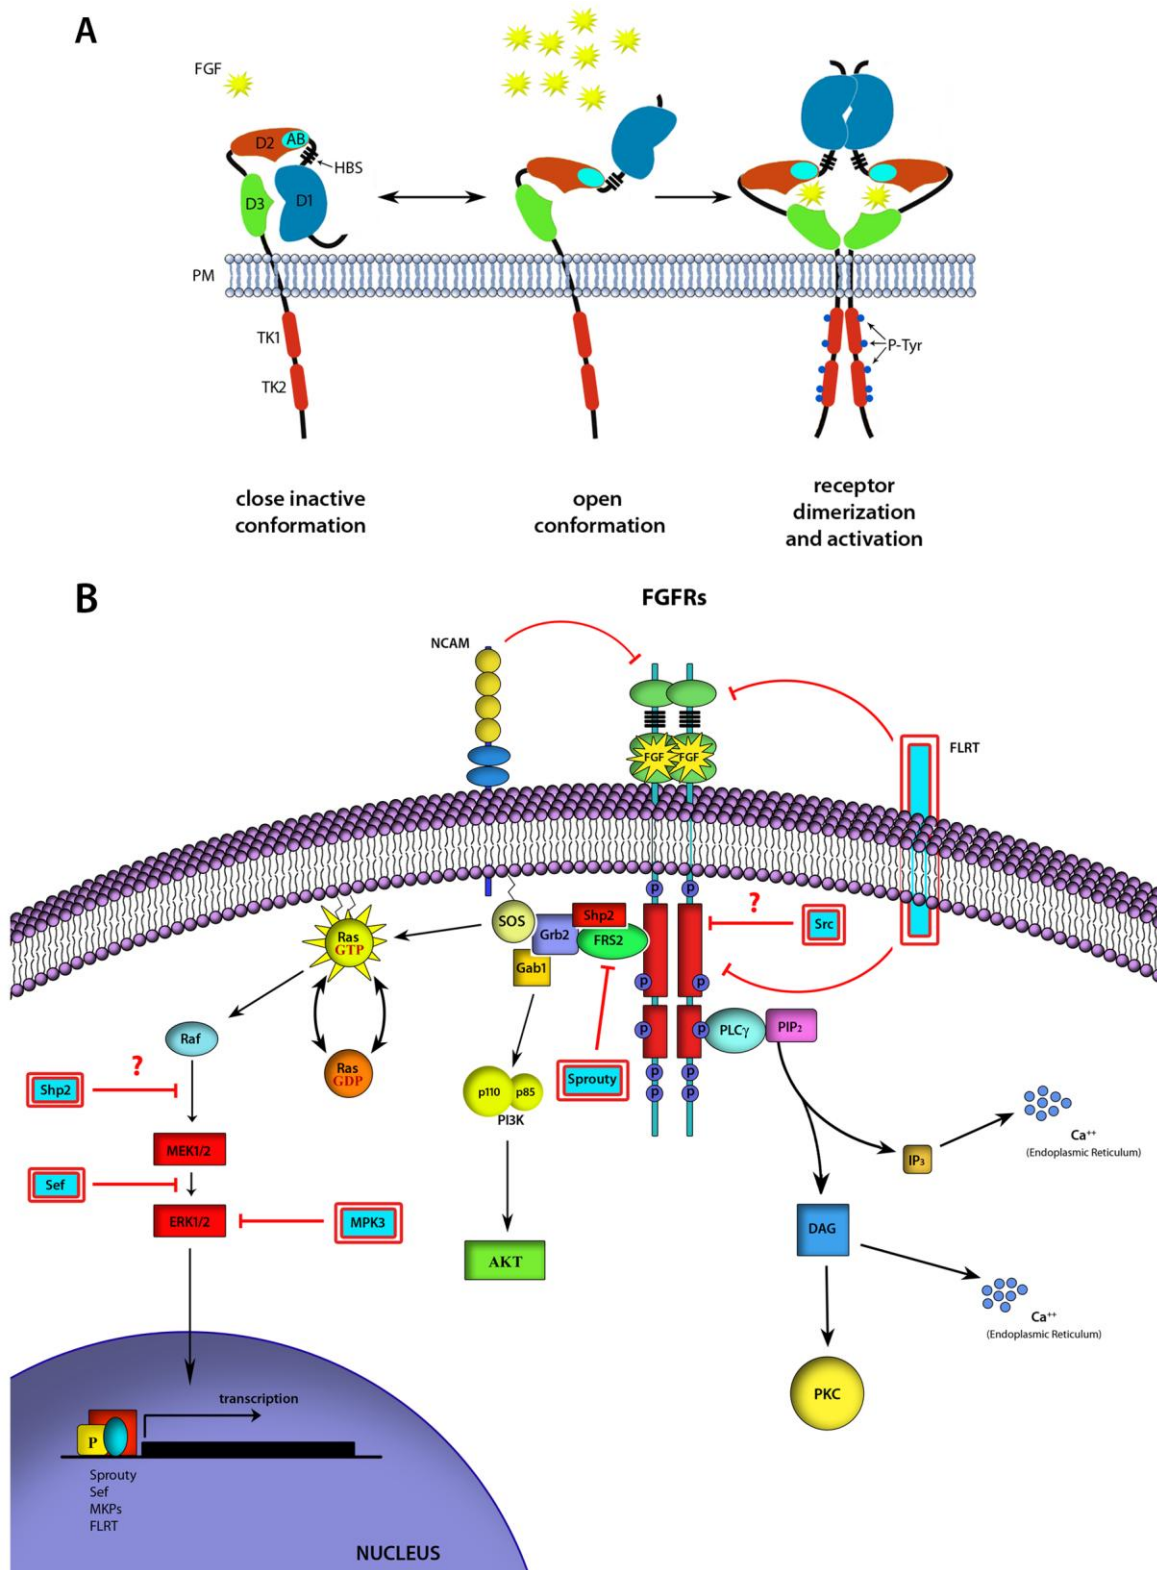 A
FGF
D2
AB
HBS
D3
D1
PM
TK1
TK2
P-Tyr
close inactive
conformation
open
conformation
receptor
dimerization
and activation
B
FGFRs
NCAM
FGF
FGF
FLRT
P
P
SOS
Grb2
Shp2
FRS2
Gab1
?
Src
Ras
GTP
P
P
Raf
Ras
GDP
P
P
PLCγ
PIP2
?
Shp2
p110
p85
PI3K
Sprouty
P
P
P
P
Ca++
(Endoplasmic Reticulum)
MEK1/2
IP3
Sef
ERK1/2
MPK3
DAG
AKT
Ca++
(Endoplasmic Reticulum)
PKC
transcription
P
Sprouty
Sef
MKPs
FLRT
NUCLEUS